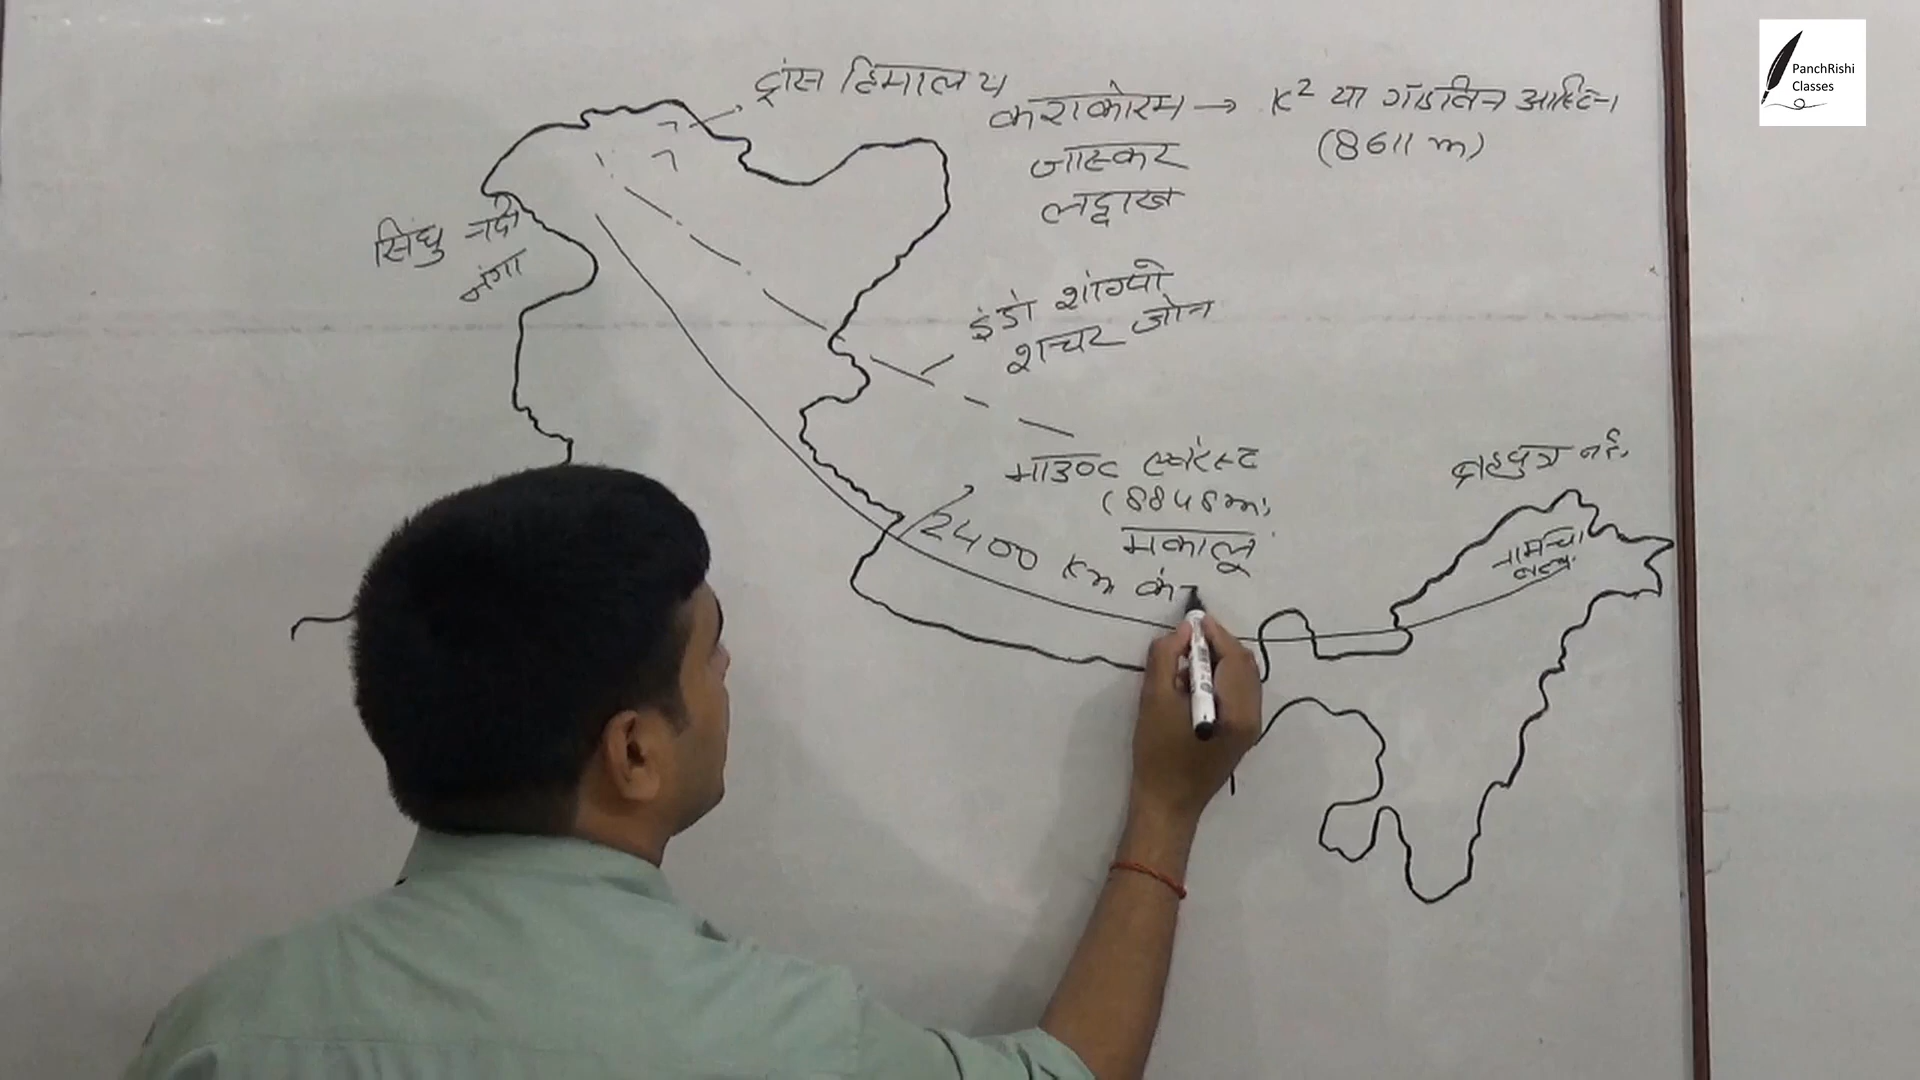 PanchRishi
Classes
ट्रांस हिमालय
काराकोरम → K² या गॉडविन आस्टिन
(8611 m)
जास्कर
लद्दाख
सिंधु नदी
नंगा
इंडो शांग्पो
शचर जोन
माउण्ट एवरेस्ट
(8848m)
मकालू
2400 km
ब्रह्मपुत्र नदी
नामचा